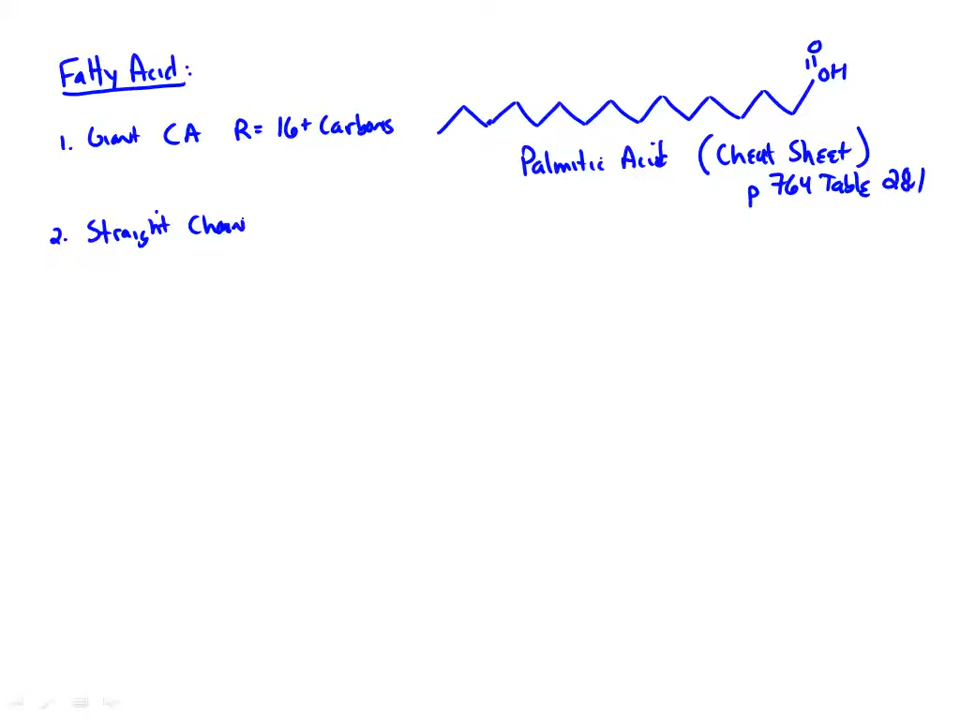 Fatty Acid:
1. Giant CA R= 16+ Carbons
O
OH
Palmitic Acid (Cheat Sheet)
p 764 Table 28.1
2. Straight Chain